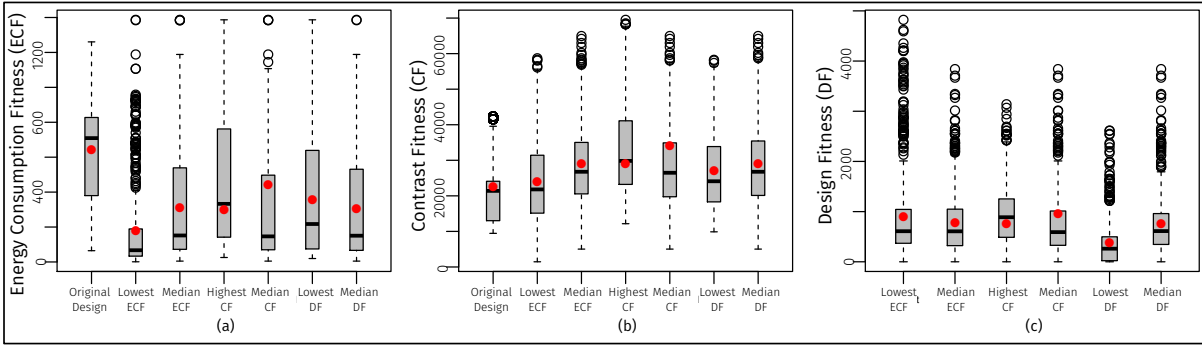 Energy Consumption Fitness (ECF)
1200
600
400
0
Original Design
Lowest ECF
Median ECF
Highest CF
Median CF
Lowest DF
Median DF
(a)
Contrast Fitness (CF)
60000
40000
20000
0
Original Design
Lowest ECF
Median ECF
Highest CF
Median CF
Lowest DF
Median DF
(b)
Design Fitness (DF)
4000
2000
0
Lowest ECF t
Median ECF
Highest CF
Median CF
Lowest DF
Median DF
(c)